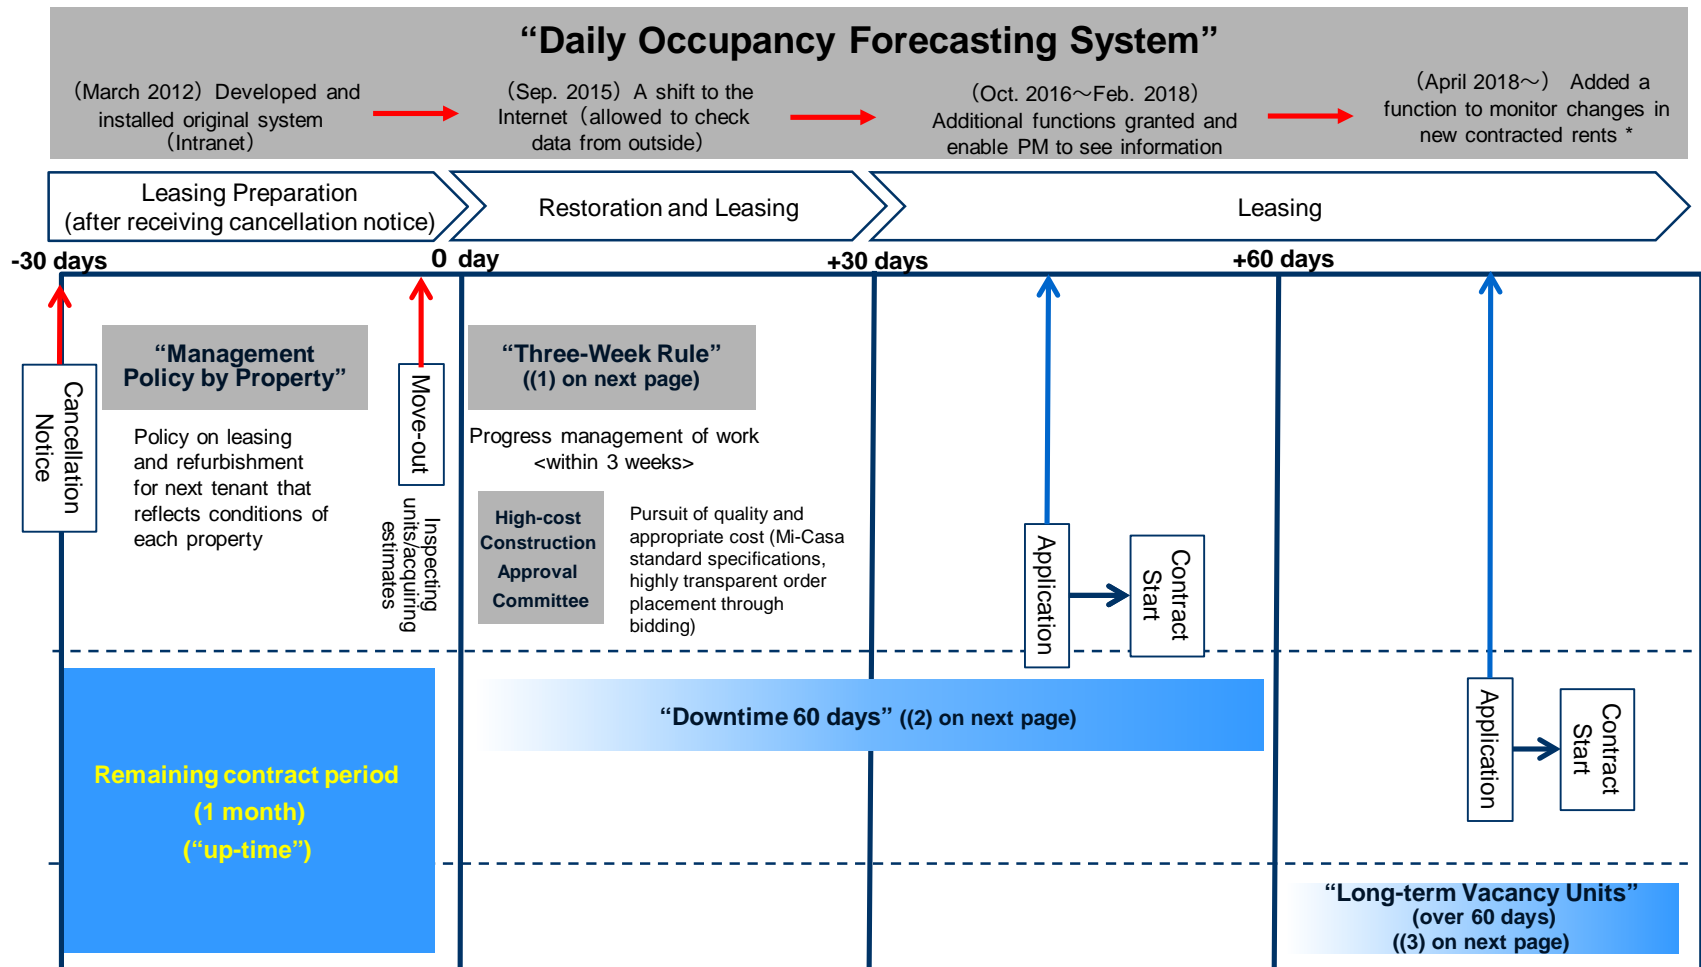 “Daily Occupancy Forecasting System”
（March 2012）Developed and
installed original system
（Intranet）
（Sep. 2015）A shift to the
Internet（allowed to check
data from outside）
（Oct. 2016～Feb. 2018）
Additional functions granted and
enable PM to see information
（April 2018～） Added a
function to monitor changes in
new contracted rents *
Leasing Preparation
(after receiving cancellation notice)
Restoration and Leasing
Leasing
-30 days
0 day
+30 days
+60 days
Cancellation
Notice
“Management
Policy by Property”
Policy on leasing
and refurbishment
for next tenant that
reflects conditions of
each property
Move-out
Inspecting
units/acquiring
estimates
“Three-Week Rule”
((1) on next page)
Progress management of work
<within 3 weeks>
High-cost
Construction
Approval
Committee
Pursuit of quality and
appropriate cost (Mi-Casa
standard specifications,
highly transparent order
placement through
bidding)
Application
Contract
Start
“Downtime 60 days” ((2) on next page)
Application
Contract
Start
Remaining contract period
(1 month)
(“up-time”)
“Long-term Vacancy Units”
(over 60 days)
((3) on next page)